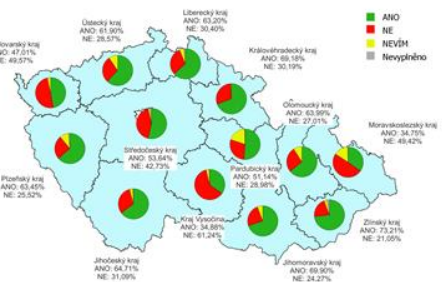 Liberecký kraj
ANO: 63,20%
NE: 30,40%
Ústecký kraj
ANO: 61,90%
NE: 28,57%
ANO: 47,01%
NE: 49,57%
Královéhradecký kraj
ANO: 69,18%
NE: 30,19%
ANO
NE
NEVÍM
Nevyplněno
Olomoucký kraj
ANO: 63,99%
NE: 27,01%
Moravskoslezský kraj
ANO: 34,75%
NE: 49,42%
Středočeský kraj
ANO: 53,64%
NE: 42,73%
Pardubický kraj
ANO: 51,14%
NE: 28,98%
Plzeňský kraj
ANO: 63,45%
NE: 25,52%
Kraj Vysočina
ANO: 34,88%
NE: 61,24%
Zlínský kraj
ANO: 73,21%
NE: 21,05%
Jihočeský kraj
ANO: 64,71%
NE: 31,09%
Jihomoravský kraj
ANO: 69,90%
NE: 24,27%